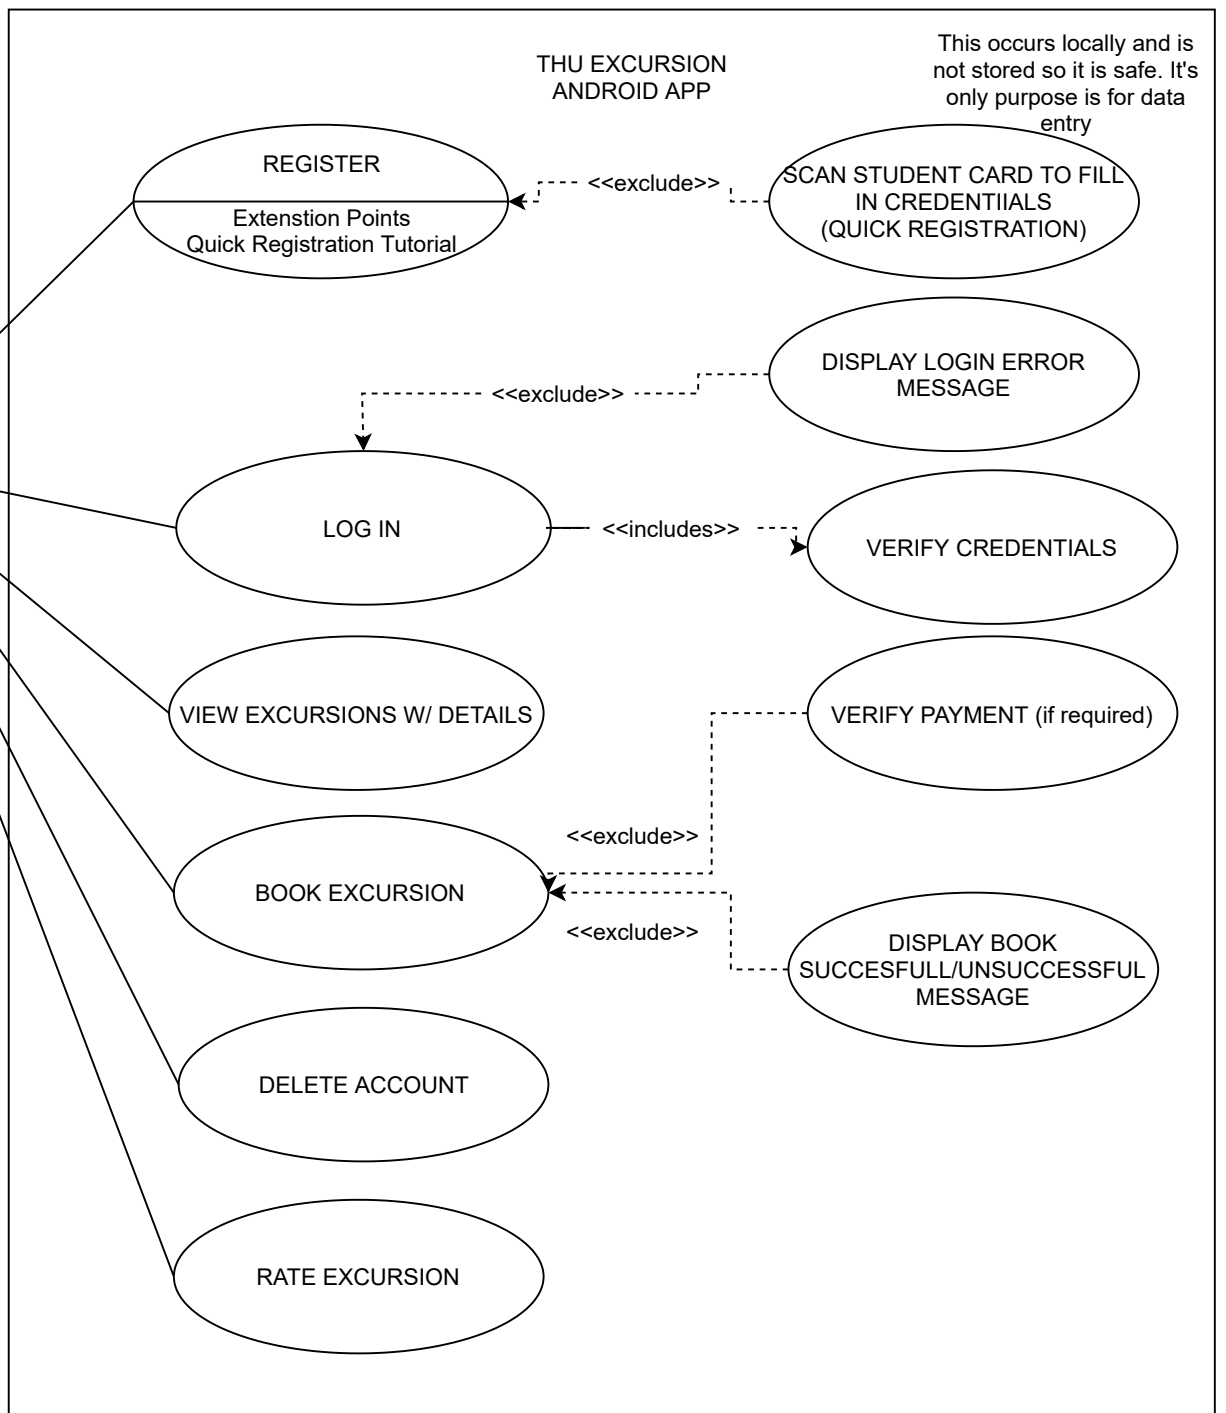 THU EXCURSION
ANDROID APP
This occurs locally and is
not stored so it is safe. It's
only purpose is for data
entry
REGISTER
Extenstion Points
Quick Registration Tutorial
<<exclude>>
SCAN STUDENT CARD TO FILL
IN CREDENTIIALS
(QUICK REGISTRATION)
DISPLAY LOGIN ERROR
MESSAGE
<<exclude>>
LOG IN
<<includes>>
VERIFY CREDENTIALS
VIEW EXCURSIONS W/ DETAILS
VERIFY PAYMENT (if required)
<<exclude>>
BOOK EXCURSION
<<exclude>>
DISPLAY BOOK
SUCCESFULL/UNSUCCESSFUL
MESSAGE
DELETE ACCOUNT
RATE EXCURSION